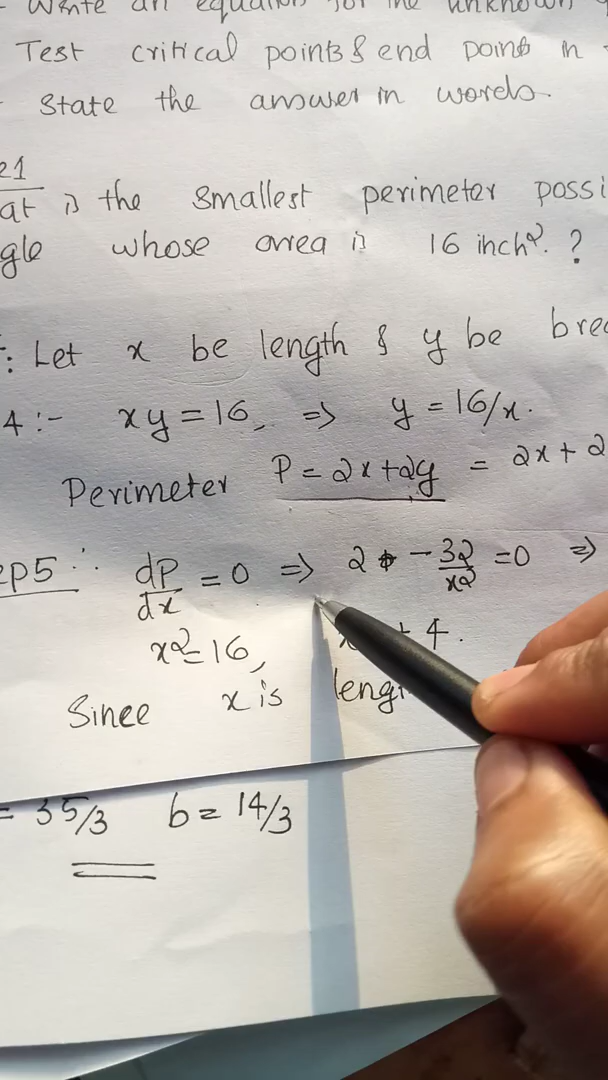 Write an equation for the unknown
Test critical points & end points in
State the answer in words.
e1
at is the smallest perimeter possi
gle whose area is 16 inch². ?
: Let x be length & y be brea
4 :- xy = 16, => y = 16/x.
Perimeter P = 2x+2y = 2x + 2
ep5 ∴ dP/dx = 0 => 2 - 32/x2 = 0 =>
x2 = 16, 4.
Since x is leng
= 35/3 b = 14/3